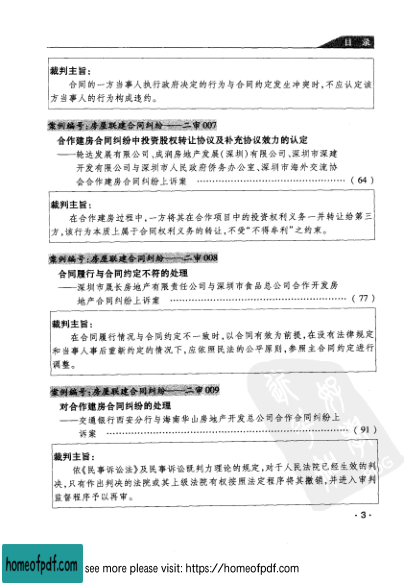 目 录
裁判主旨：
合同的一方当事人执行政府决定的行为与合同约定发生冲突时，不应认定该
方当事人的行为构成违约。
案例编号：房屋联建合同纠纷——二审007
合作建房合同纠纷中投资股权转让协议及补充协议效力的认定
——轮达发展有限公司、成润房地产发展（深圳）有限公司、深圳市深建
开发有限公司与深圳市人民政府侨务办公室、深圳市海外交流协
会合作建房合同纠纷上诉案 ………………………………………（64）
裁判主旨：
在合作建房过程中，一方将其在合作项目中的投资权利义务一并转让给第三
方，该行为本质上属于合同权利义务的转让，不受“不得牟利”之约束。
案例编号：房屋联建合同纠纷——二审008
合同履行与合同约定不符的处理
——深圳市晟长房地产有限责任公司与深圳市食品总公司合作开发房
地产合同纠纷上诉案 ………………………………………………（77）
裁判主旨：
在合同履行情况与合同约定不一致时，以合同有效为前提，在没有法律规定
和当事人事后重新约定的情况下，应依照民法的公平原则，参照主合同约定进行
调整。
案例编号：房屋联建合同纠纷——二审009
对合作建房合同纠纷的处理
——交通银行西安分行与海南华山房地产开发总公司合作合同纠纷上
诉案 …………………………………………………………………（91）
裁判主旨：
依《民事诉讼法》及民事诉讼既判力理论的规定，对于人民法院已经生效的判
决，只有作出判决的法院或其上级法院有权按照法定程序将其撤销，并进入审判
监督程序予以再审。
·3·
homeofpdf.com
see more please visit: https://homeofpdf.com